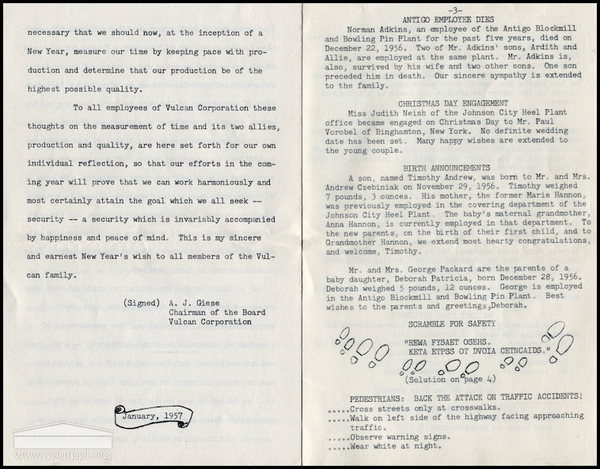 necessary that we should now, at the inception of a
New Year, measure our time by keeping pace with pro-
duction and determine that our production be of the
highest possible quality.
To all employees of Vulcan Corporation these
thoughts on the measurement of time and its two allies,
production and quality, are here set forth for our own
individual reflection, so that our efforts in the com-
ing year will prove that we can work harmoniously and
most certainly attain the goal which we all seek --
security -- a security which is invariably accompanied
by happiness and peace of mind. This is my sincere
and earnest New Year's wish to all members of the Vul-
can family.
(Signed) A. J. Giese
Chairman of the Board
Vulcan Corporation
January, 1957
www.yourppl.org
-3-
ANTIGO EMPLOYEE DIES
Norman Adkins, an employee of the Antigo Blockmill
and Bowling Pin Plant for the past five years, died on
December 22, 1956. Two of Mr. Adkins' sons, Ardith and
Allie, are employed at the same plant. Mr. Adkins is,
also, survived by his wife and two other sons. One son
preceded him in death. Our sincere sympathy is extended
to the family.
CHRISTMAS DAY ENGAGEMENT
Miss Judith Neish of the Johnson City Heel Plant
office became engaged on Christmas Day to Mr. Paul
Vorobel of Binghamton, New York. No definite wedding
date has been set. Many happy wishes are extended to
the young couple.
BIRTH ANNOUNCEMENTS
A son, named Timothy Andrew, was born to Mr. and Mrs.
Andrew Czebiniak on November 29, 1956. Timothy weighed
7 pounds, 3 ounces. His mother, the former Marie Hannon,
was previously employed in the covering department of the
Johnson City Heel Plant. The baby's maternal grandmother,
Anna Hannon, is currently employed in that department. To
the new parents, on the birth of their first child, and to
Grandmother Hannon, we extend most hearty congratulations,
and welcome, Timothy.
Mr. and Mrs. George Packard are the parents of a
baby daughter, Deborah Patricia, born December 28, 1956.
Deborah weighed 5 pounds, 12 ounces. George is employed
in the Antigo Blockmill and Bowling Pin Plant. Best
wishes to the parents and greetings, Deborah.
SCRAMBLE FOR SAFETY
"REWA FYSAET OSEHS.
KETA ETPSS OT DVOIA CETNCAIDS."
(Solution on page 4)
PEDESTRIANS: BACK THE ATTACK ON TRAFFIC ACCIDENTS!
.....Cross streets only at crosswalks.
.....Walk on left side of the highway facing approaching
traffic.
.....Observe warning signs.
.....Wear white at night.